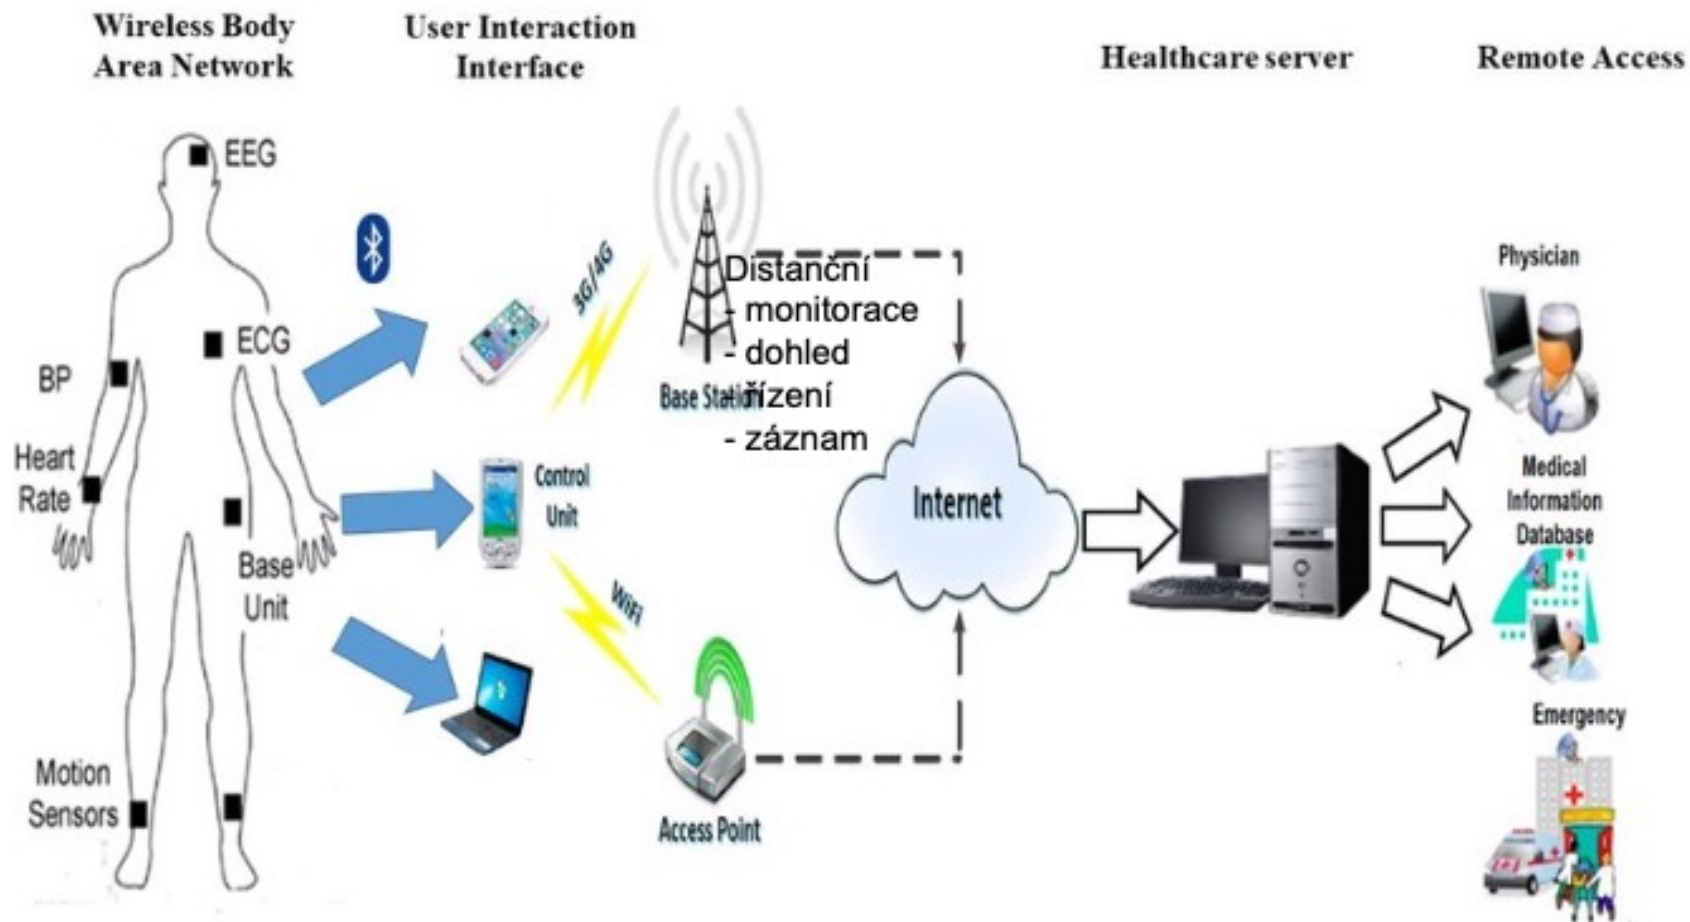 Wireless Body
Area Network
User Interaction
Interface
Healthcare server
Remote Access
EEG
ECG
BP
Heart
Rate
Base
Unit
Motion
Sensors
3G/4G
Control
Unit
WiFi
Distanční
- monitorace
- dohled
- řízení
- záznam
Base Station
Access Point
Internet
Physician
Medical
Information
Database
Emergency